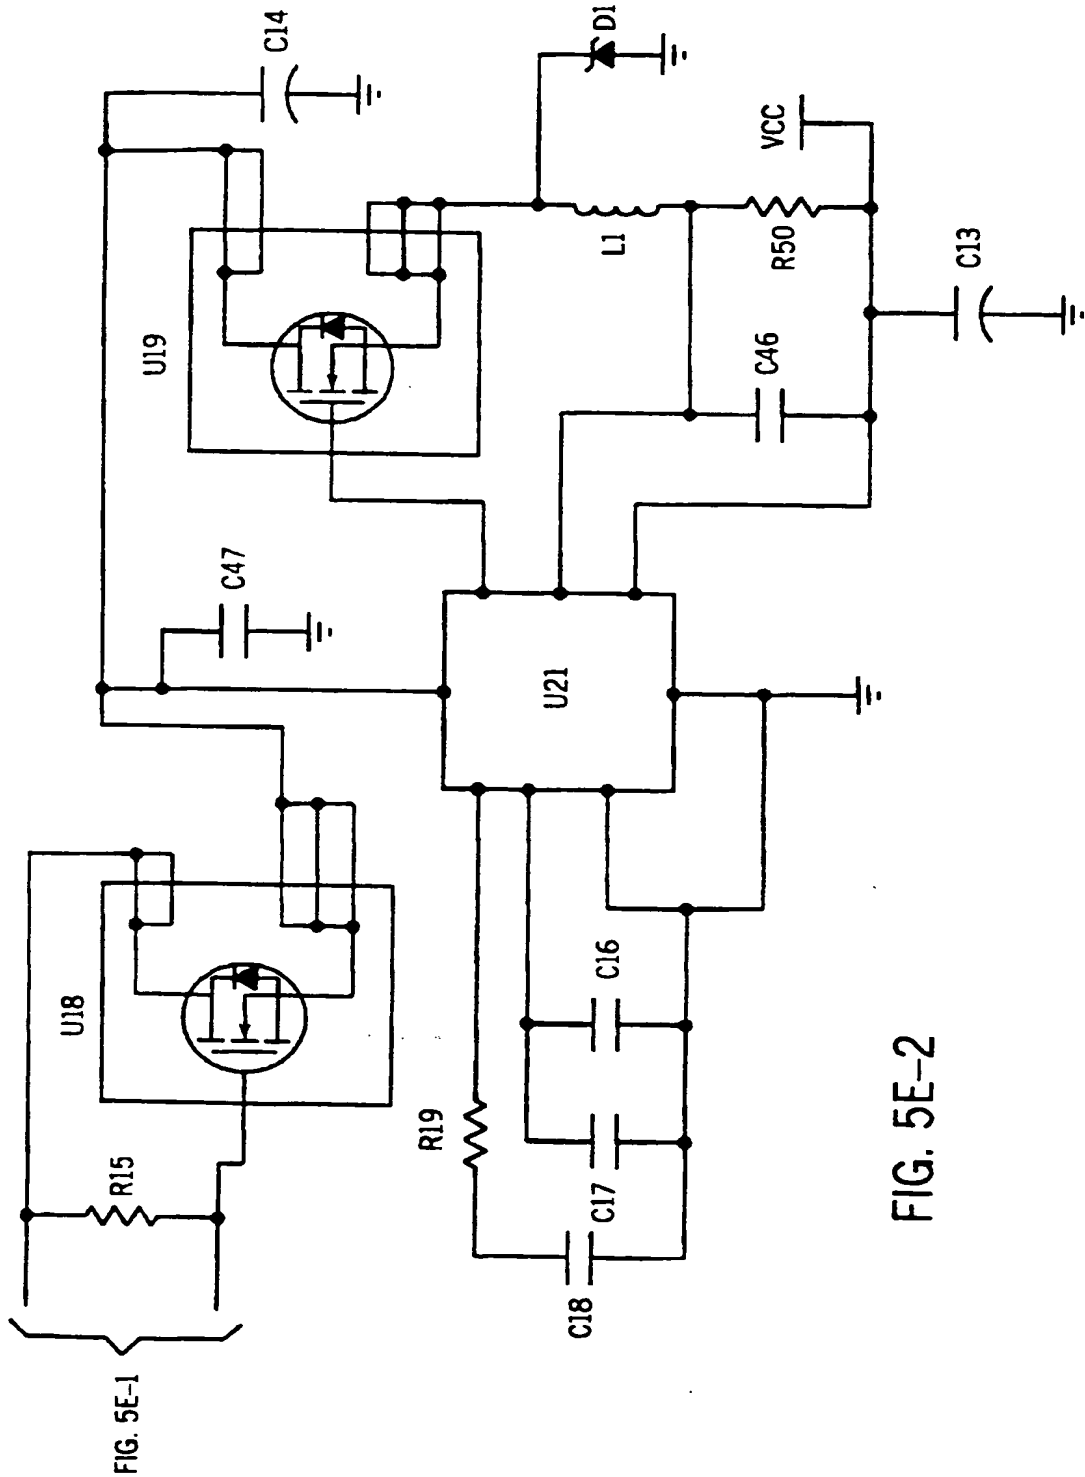 FIG. 5E-1
R15
U18
C47
U19
C14
D1
L1
R50
VCC
C46
C13
U21
R19
C18
C17
C16
FIG. 5E-2